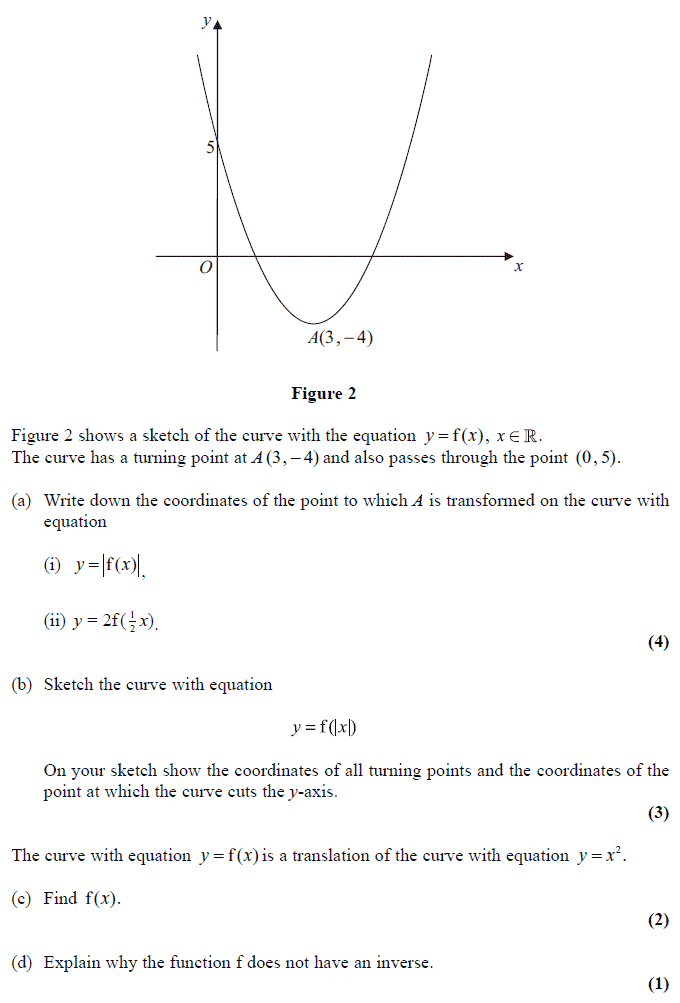 y
5
O
x
A(3, −4)
Figure 2
Figure 2 shows a sketch of the curve with the equation y = f(x), x ∈ ℝ.
The curve has a turning point at A (3, −4) and also passes through the point (0, 5).
(a) Write down the coordinates of the point to which A is transformed on the curve with
equation
(i) y = |f(x)|,
(ii) y = 2f(½x).
(4)
(b) Sketch the curve with equation
y = f(|x|)
On your sketch show the coordinates of all turning points and the coordinates of the
point at which the curve cuts the y-axis.
(3)
The curve with equation y = f(x) is a translation of the curve with equation y = x².
(c) Find f(x).
(2)
(d) Explain why the function f does not have an inverse.
(1)